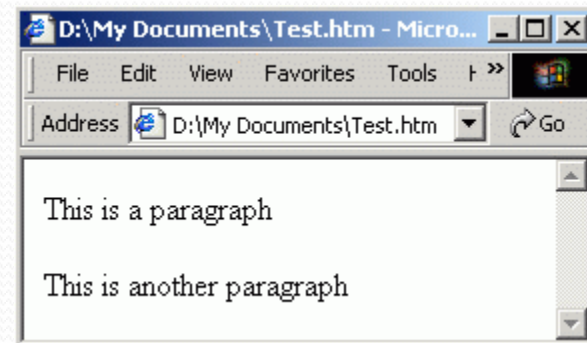 D:\My Documents\Test.htm - Micro...
File Edit View Favorites Tools »
Address D:\My Documents\Test.htm Go
This is a paragraph
This is another paragraph